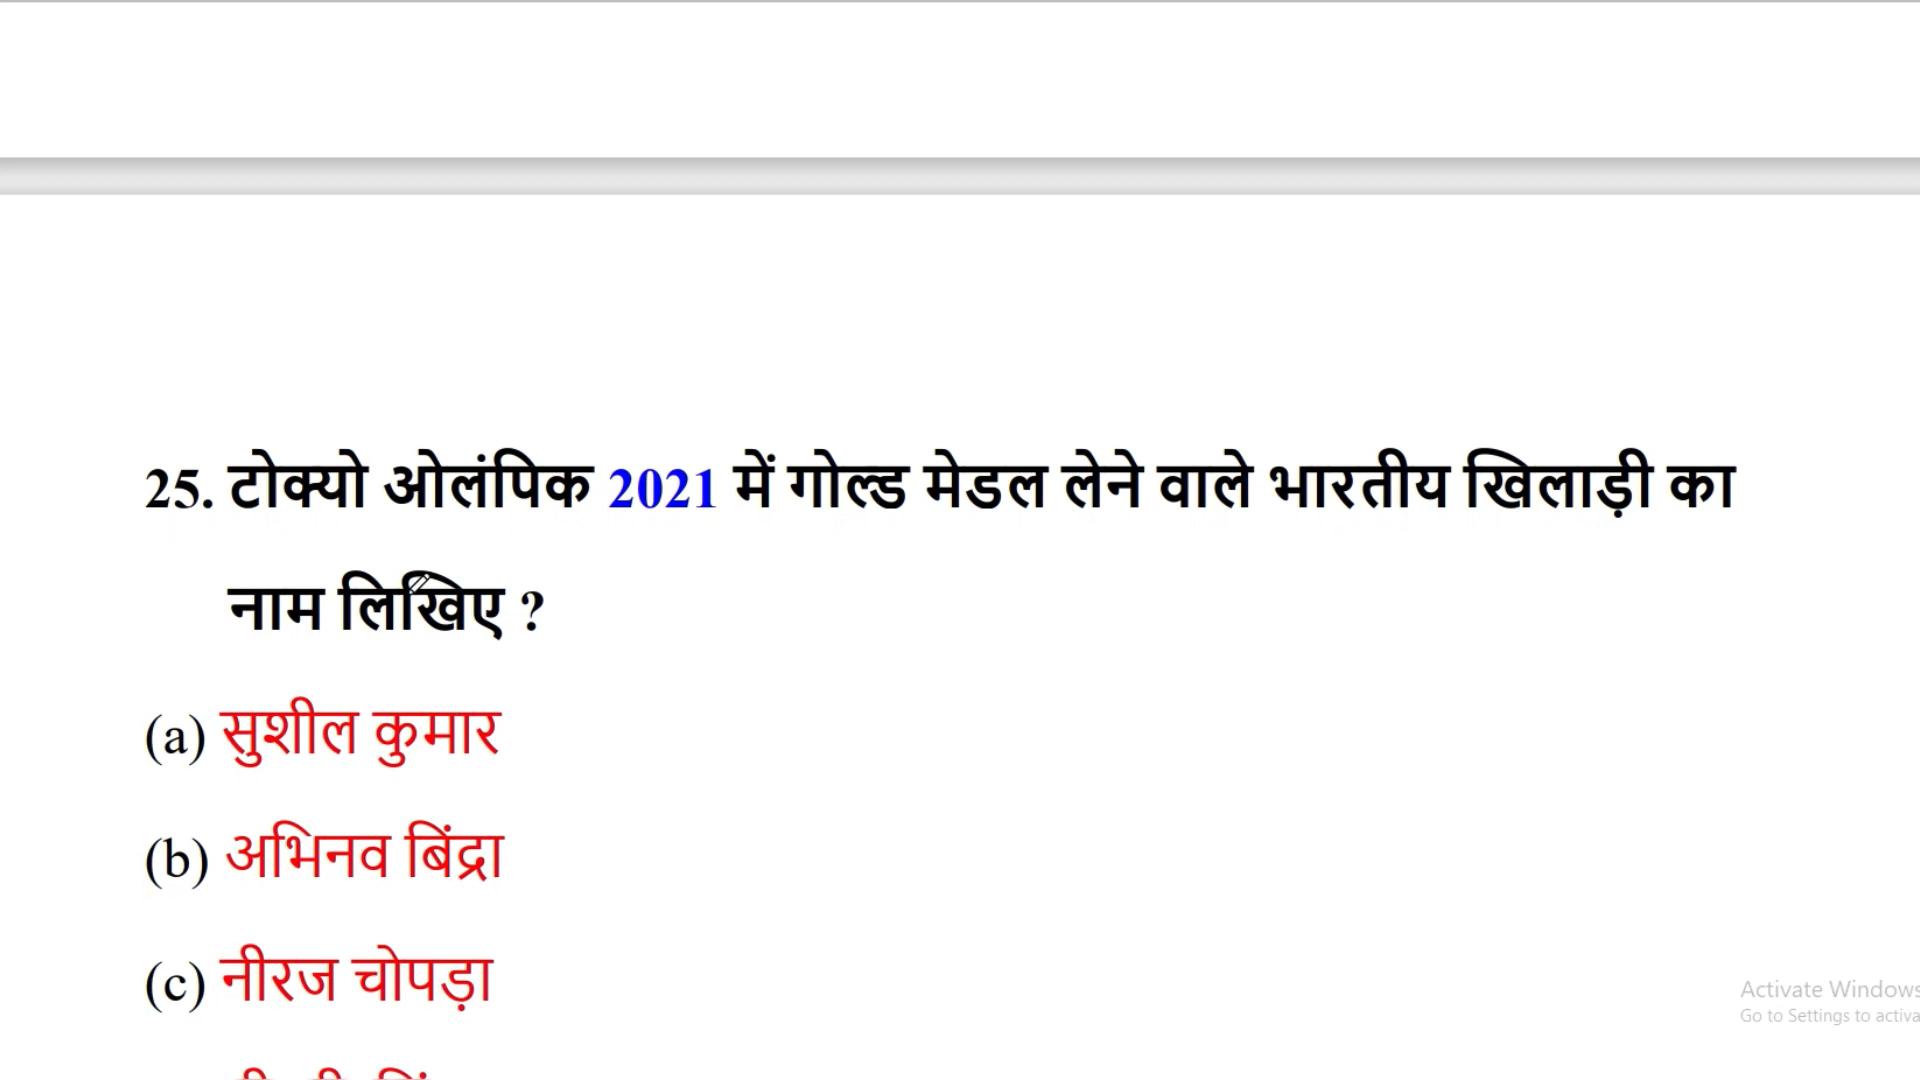 25. टोक्यो ओलंपिक 2021 में गोल्ड मेडल लेने वाले भारतीय खिलाड़ी का
नाम लिखिए ?
(a) सुशील कुमार
(b) अभिनव बिंद्रा
(c) नीरज चोपड़ा
Activate Windows
Go to Settings to activa